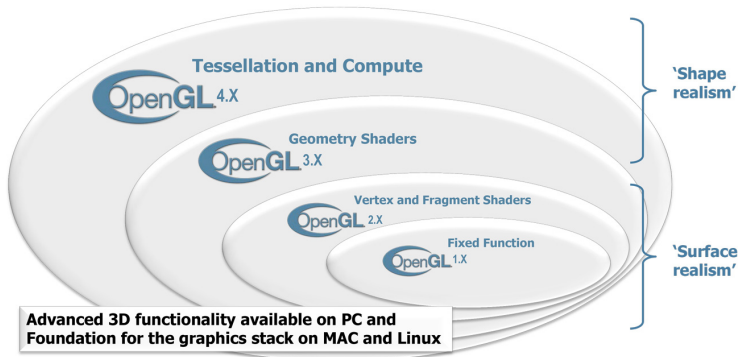 Tessellation and Compute
OpenGL 4.X
'Shape
realism'
Geometry Shaders
OpenGL 3.X
Vertex and Fragment Shaders
OpenGL 2.X
Fixed Function
OpenGL 1.X
'Surface
realism'
Advanced 3D functionality available on PC and
Foundation for the graphics stack on MAC and Linux